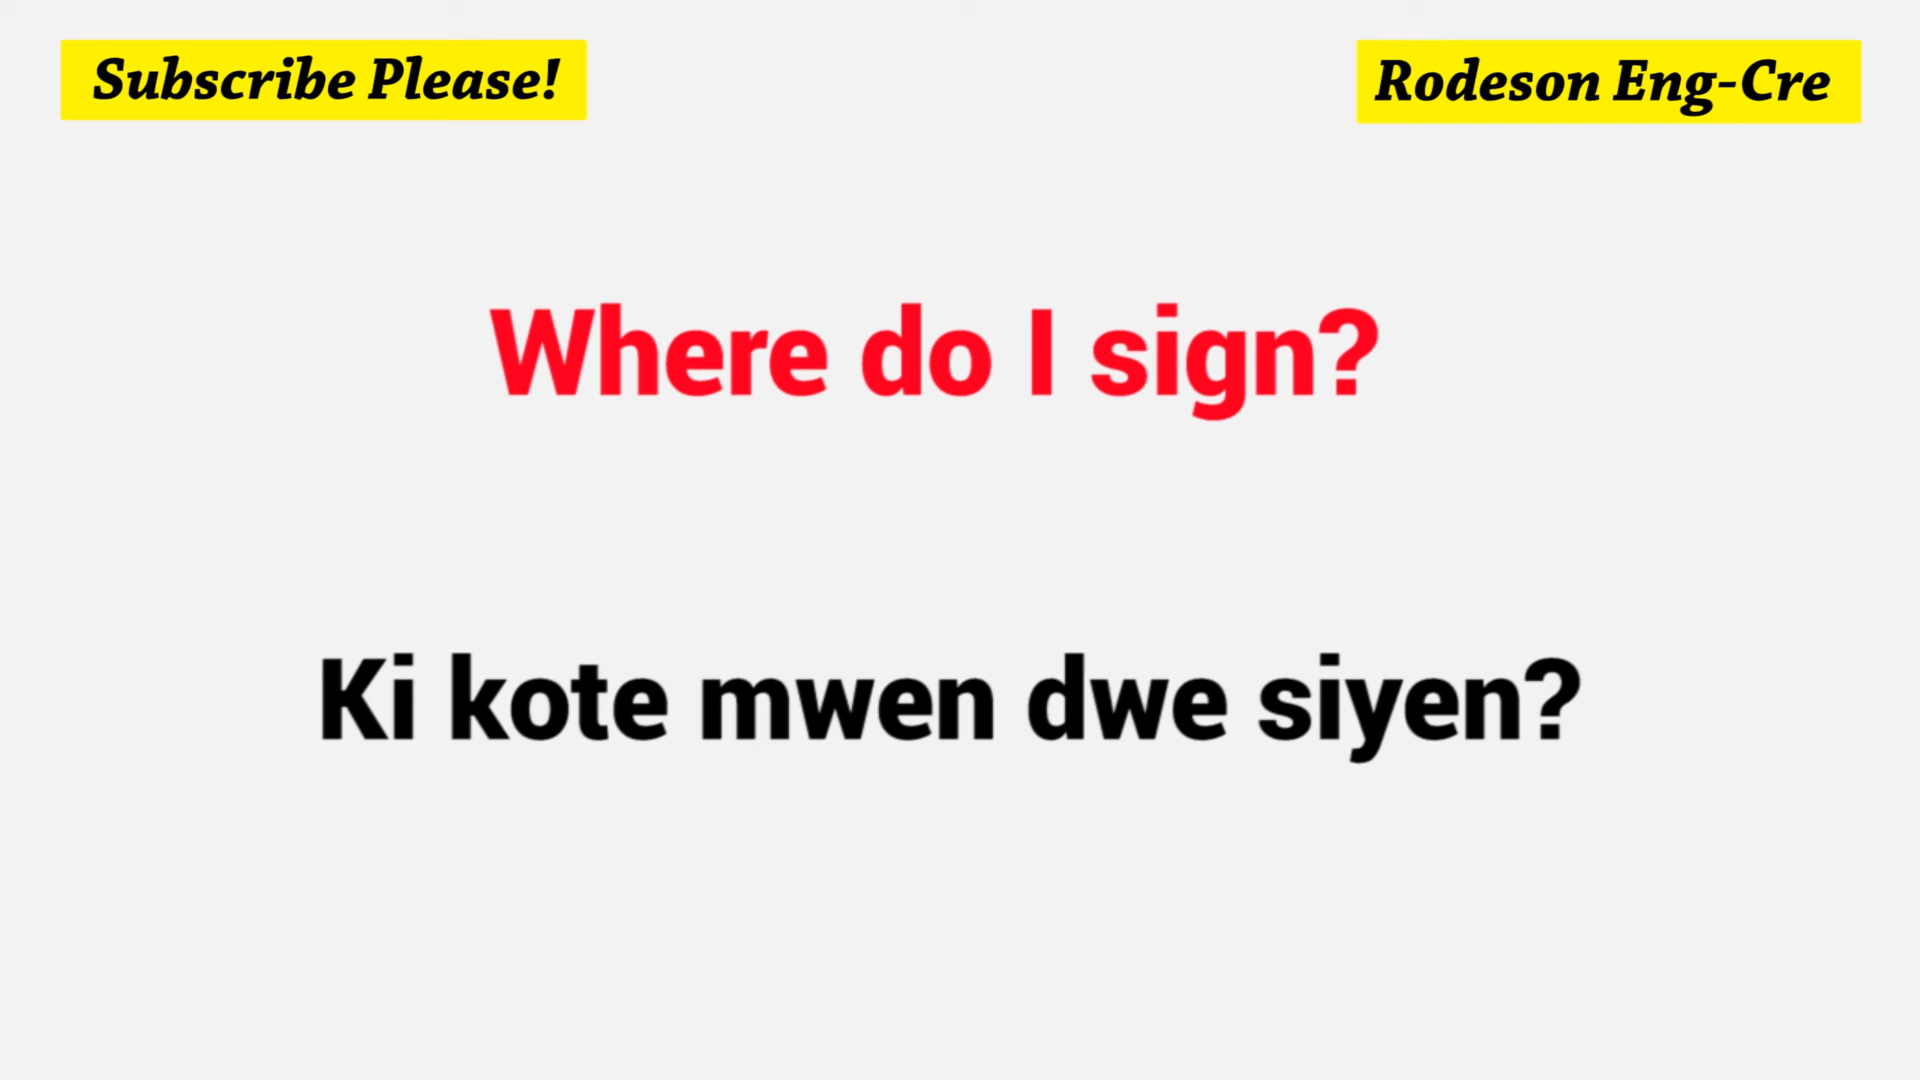 Subscribe Please!
Rodeson Eng-Cre
Where do I sign?
Ki kote mwen dwe siyen?